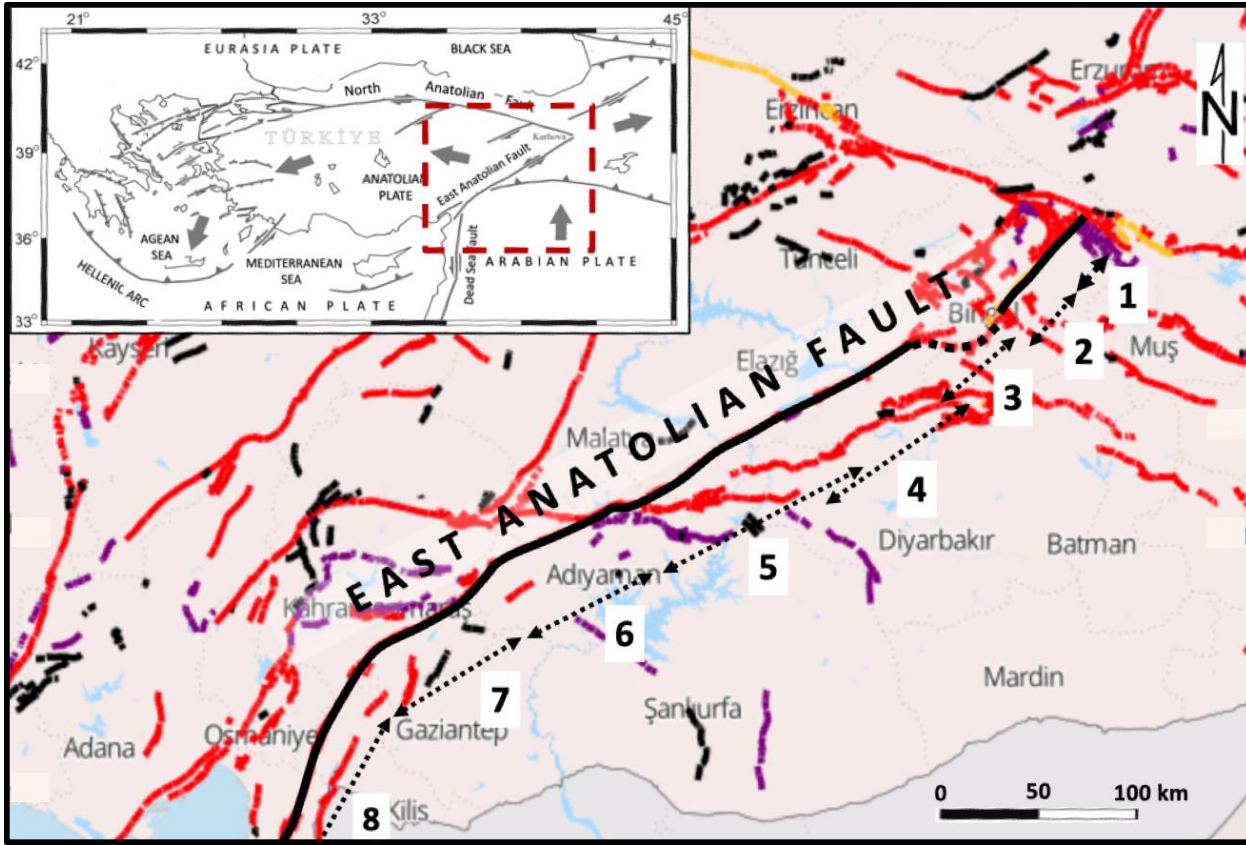 21°
33°
45°
42°
39°
36°
33°
EURASIA PLATE
BLACK SEA
North Anatolian Fault
TÜRKİYE
Karlıova
ANATOLIAN
PLATE
East Anatolian Fault
AGEAN
SEA
MEDITERRANEAN
SEA
HELLENIC ARC
AFRICAN PLATE
Dead Sea Fault
ARABIAN PLATE
N
Erzincan
Tunceli
Bingöl
Muş
Kayseri
Elazığ
Malatya
EAST ANATOLIAN FAULT
Diyarbakır
Batman
Adıyaman
Mardin
Şanlıurfa
Adana
Osmaniye
Gaziantep
Kilis
1
2
3
4
5
6
7
8
0 50 100 km